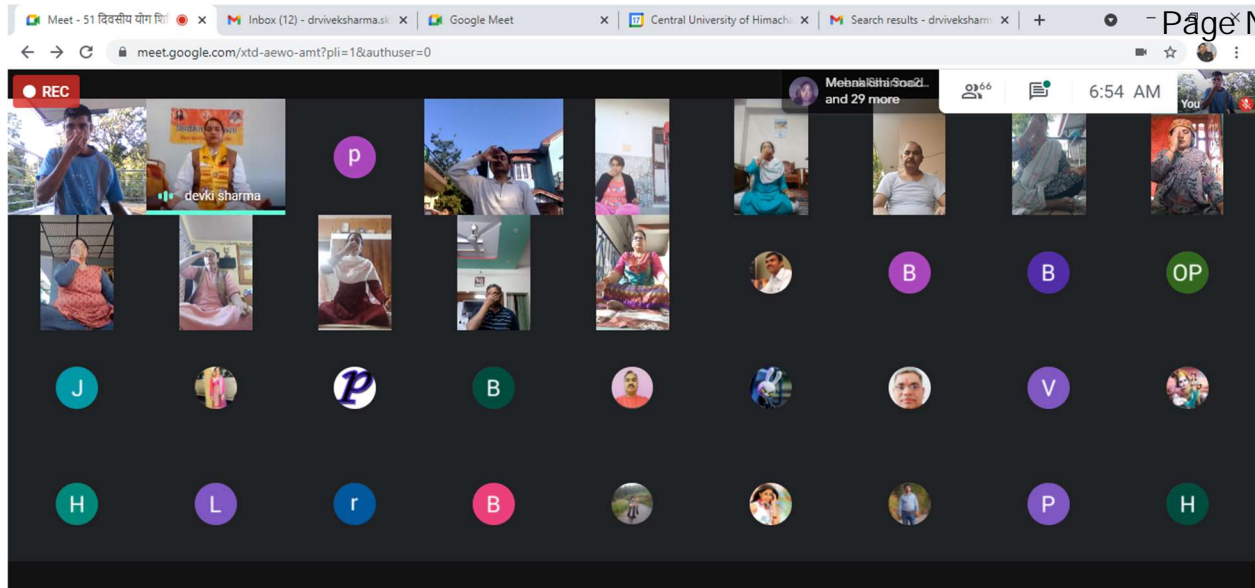 Meet - 51 दिवसीय योग शि
Inbox (12) - drviveksharma.sk
Google Meet
Central University of Himacha
Search results - drviveksharm
Page N
meet.google.com/xtd-aewo-amt?pli=1&authuser=0
REC
and 29 more
66
6:54 AM
You
devki sharma
p
B
B
OP
J
p
B
V
H
L
r
B
P
H